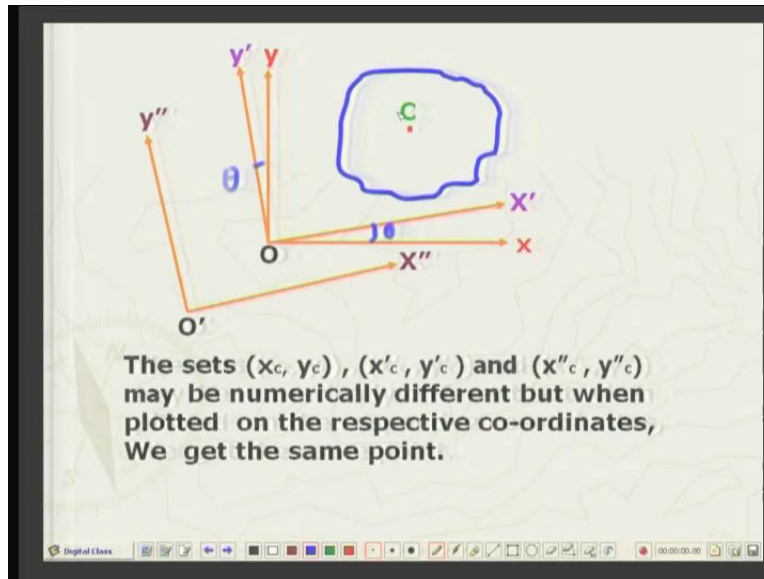 y′ y
y″
C
θ
X′
θ
x
O
X″
O′
The sets (xc, yc) , (x′c , y′c ) and (x″c , y″c)
may be numerically different but when
plotted on the respective co-ordinates,
We get the same point.
Digital Class
00:00:00.00